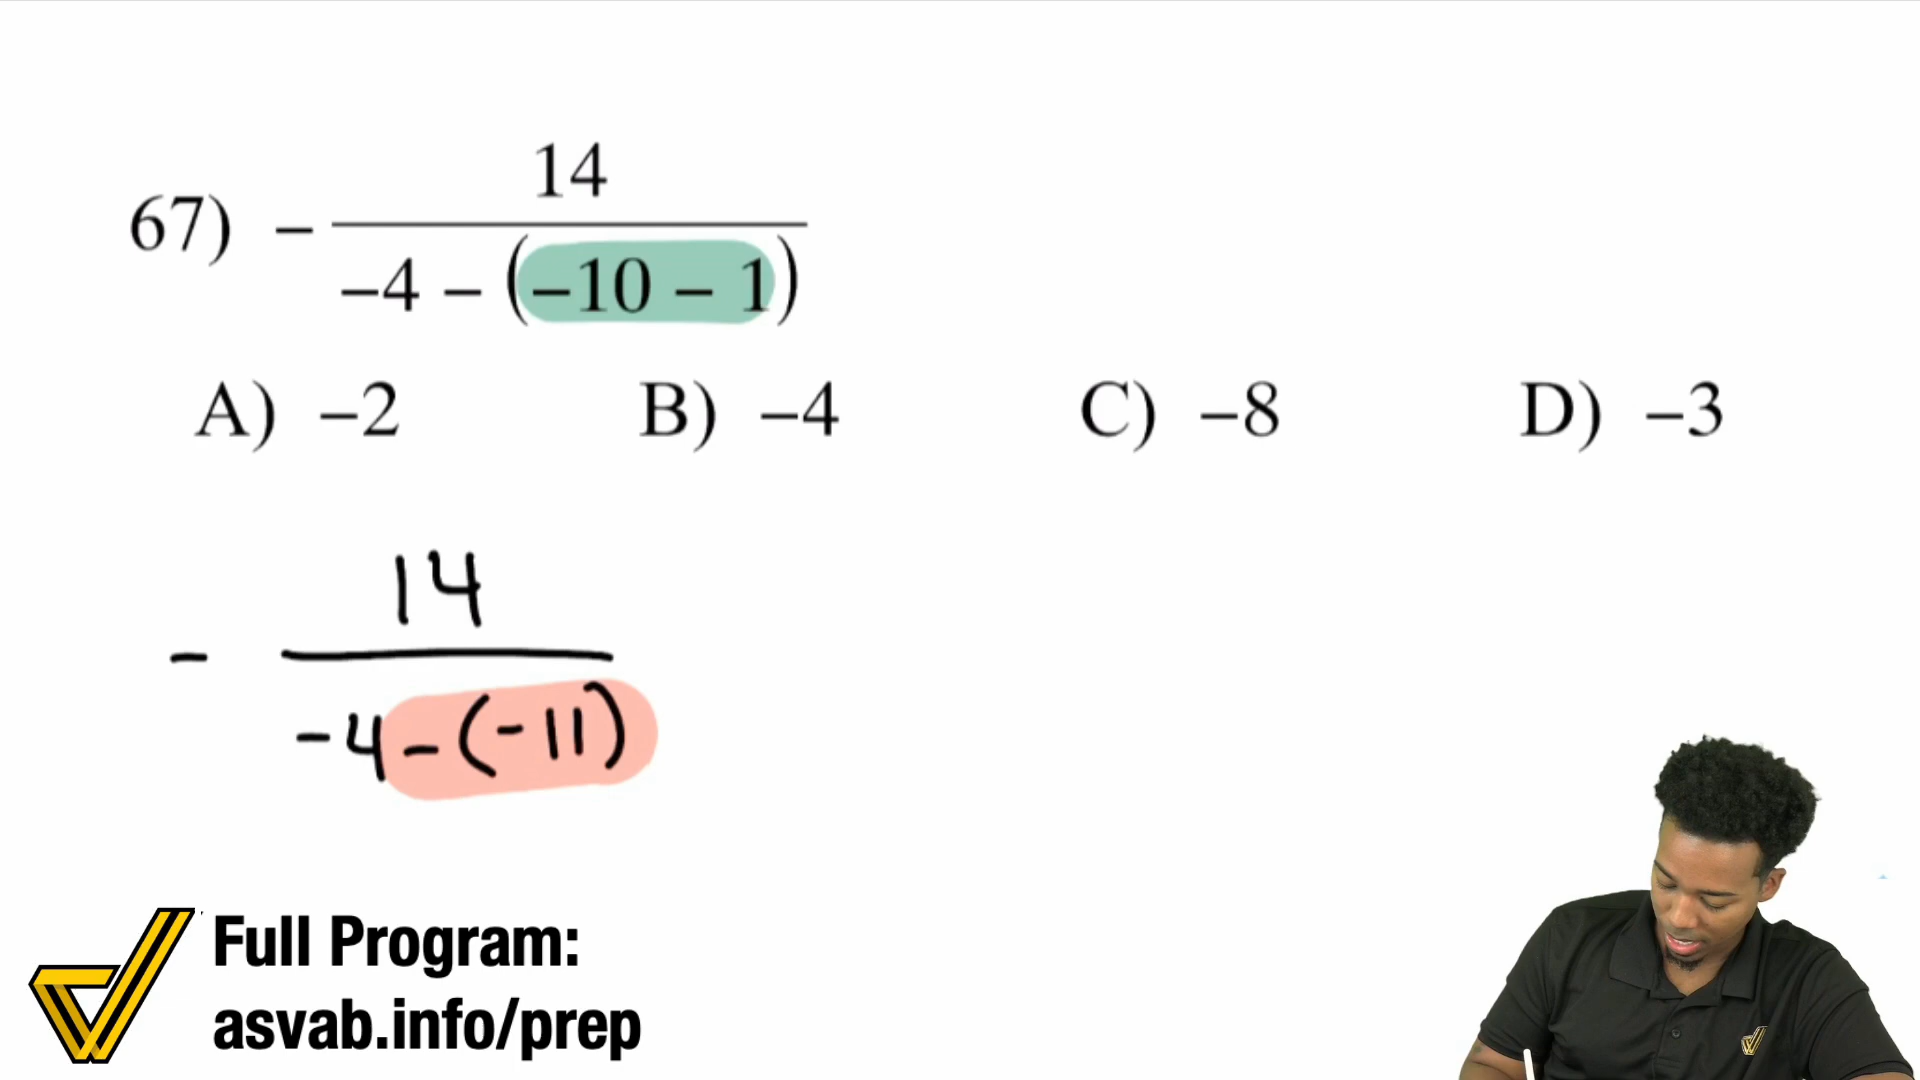 67) − 14
−4 − (−10 − 1)
A) −2 B) −4 C) −8 D) −3
14
-
-4-(-11)
Full Program:
asvab.info/prep